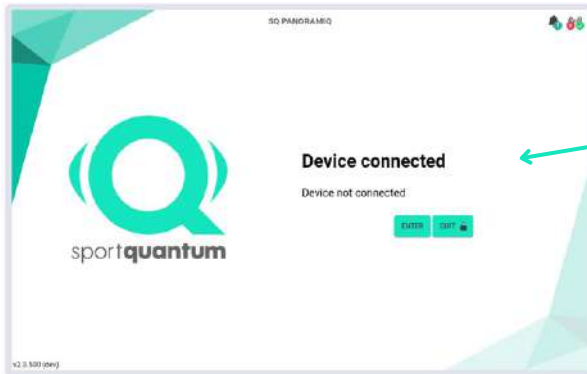 SQ PANORAMIQ
Device connected
Device not connected
ENTER
EXIT
sportquantum
v2.3.500 (dev)